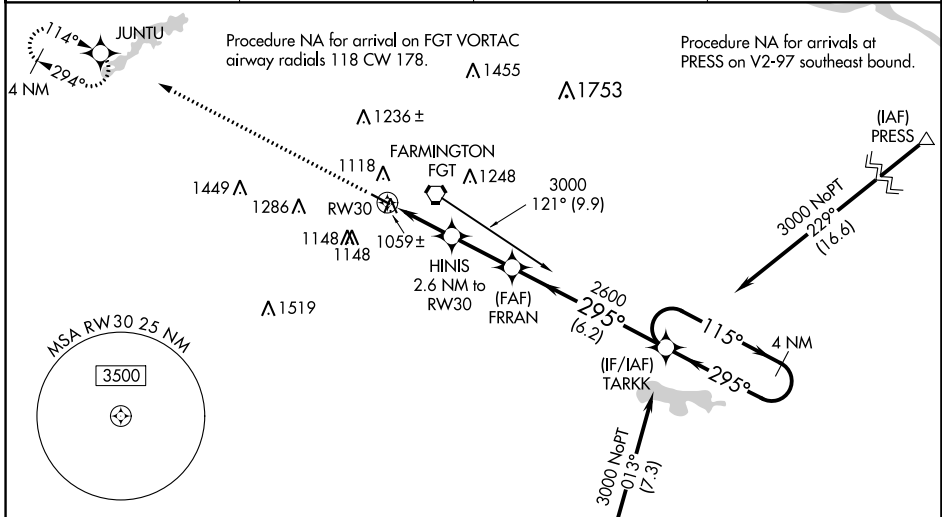 114°
294°
4 NM
JUNTU
Procedure NA for arrival on FGT VORTAC
airway radials 118 CW 178.
Procedure NA for arrivals at
PRESS on V2-97 southeast bound.
1455
1753
1236 ±
(IAF)
PRESS
FARMINGTON
FGT
1118
1248
3000
121° (9.9)
3000 NoPT
229°
(16.6)
1449
1286
RW30
1148
1148
1059 ±
HINIS
2.6 NM to
RW30
(FAF)
FRRAN
2600
295°
(6.2)
115°
4 NM
295°
(IF/IAF)
TARKK
1519
MSA RW30 25 NM
3500
3000 NoPT
013°
(7.3)